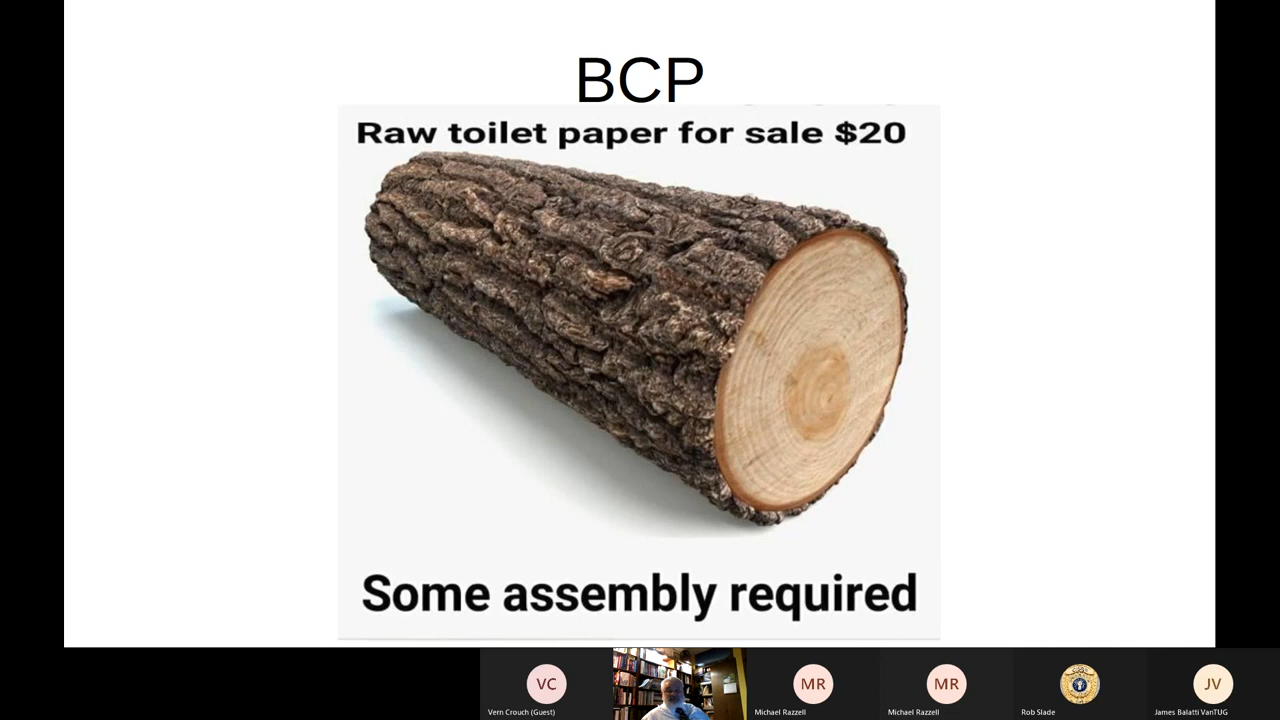 BCP
Raw toilet paper for sale $20
Some assembly required
VC
MR
MR
JV
Vern Crouch (Guest)
Michael Razzell
Michael Razzell
Rob Slade
James Balatti VanTUG